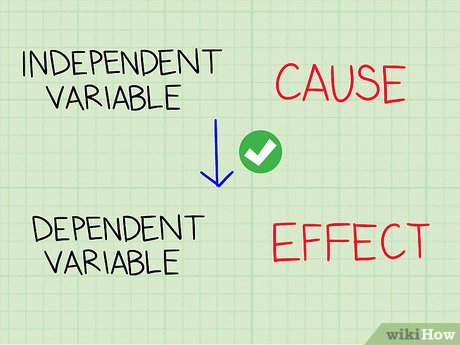 INDEPENDENT
VARIABLE
CAUSE
DEPENDENT
VARIABLE
EFFECT
wikiHow